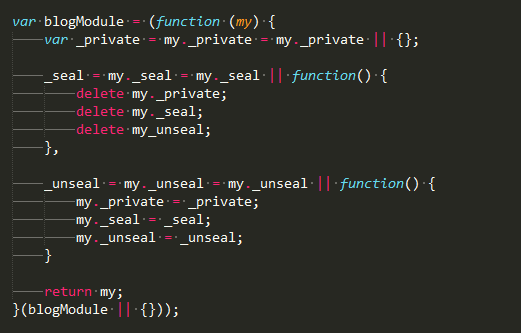 var blogModule = (function (my) {
var _private = my._private = my._private || {};
_seal = my._seal = my._seal || function() {
delete my._private;
delete my._seal;
delete my_unseal;
},
_unseal = my._unseal = my._unseal || function() {
my._private = _private;
my._seal = _seal;
my._unseal = _unseal;
}
return my;
}(blogModule || {}));